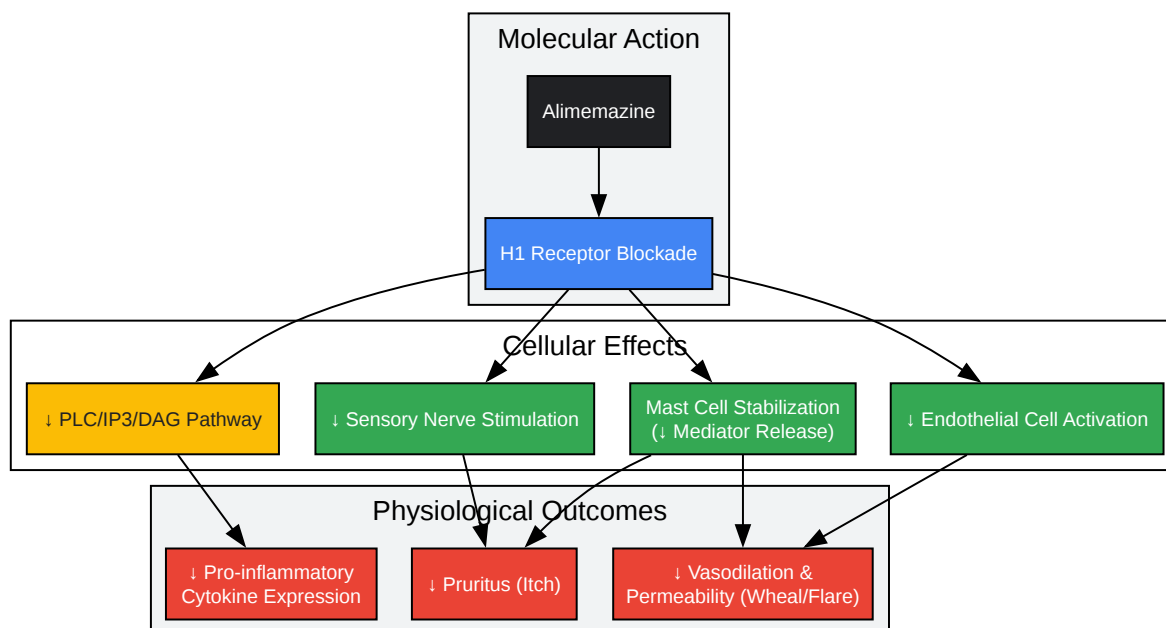 Molecular Action
Alimemazine
H1 Receptor Blockade
Cellular Effects
↓ PLC/IP3/DAG Pathway
↓ Sensory Nerve Stimulation
Mast Cell Stabilization
(↓ Mediator Release)
↓ Endothelial Cell Activation
Physiological Outcomes
↓ Pro-inflammatory
Cytokine Expression
↓ Pruritus (Itch)
↓ Vasodilation &
Permeability (Wheal/Flare)